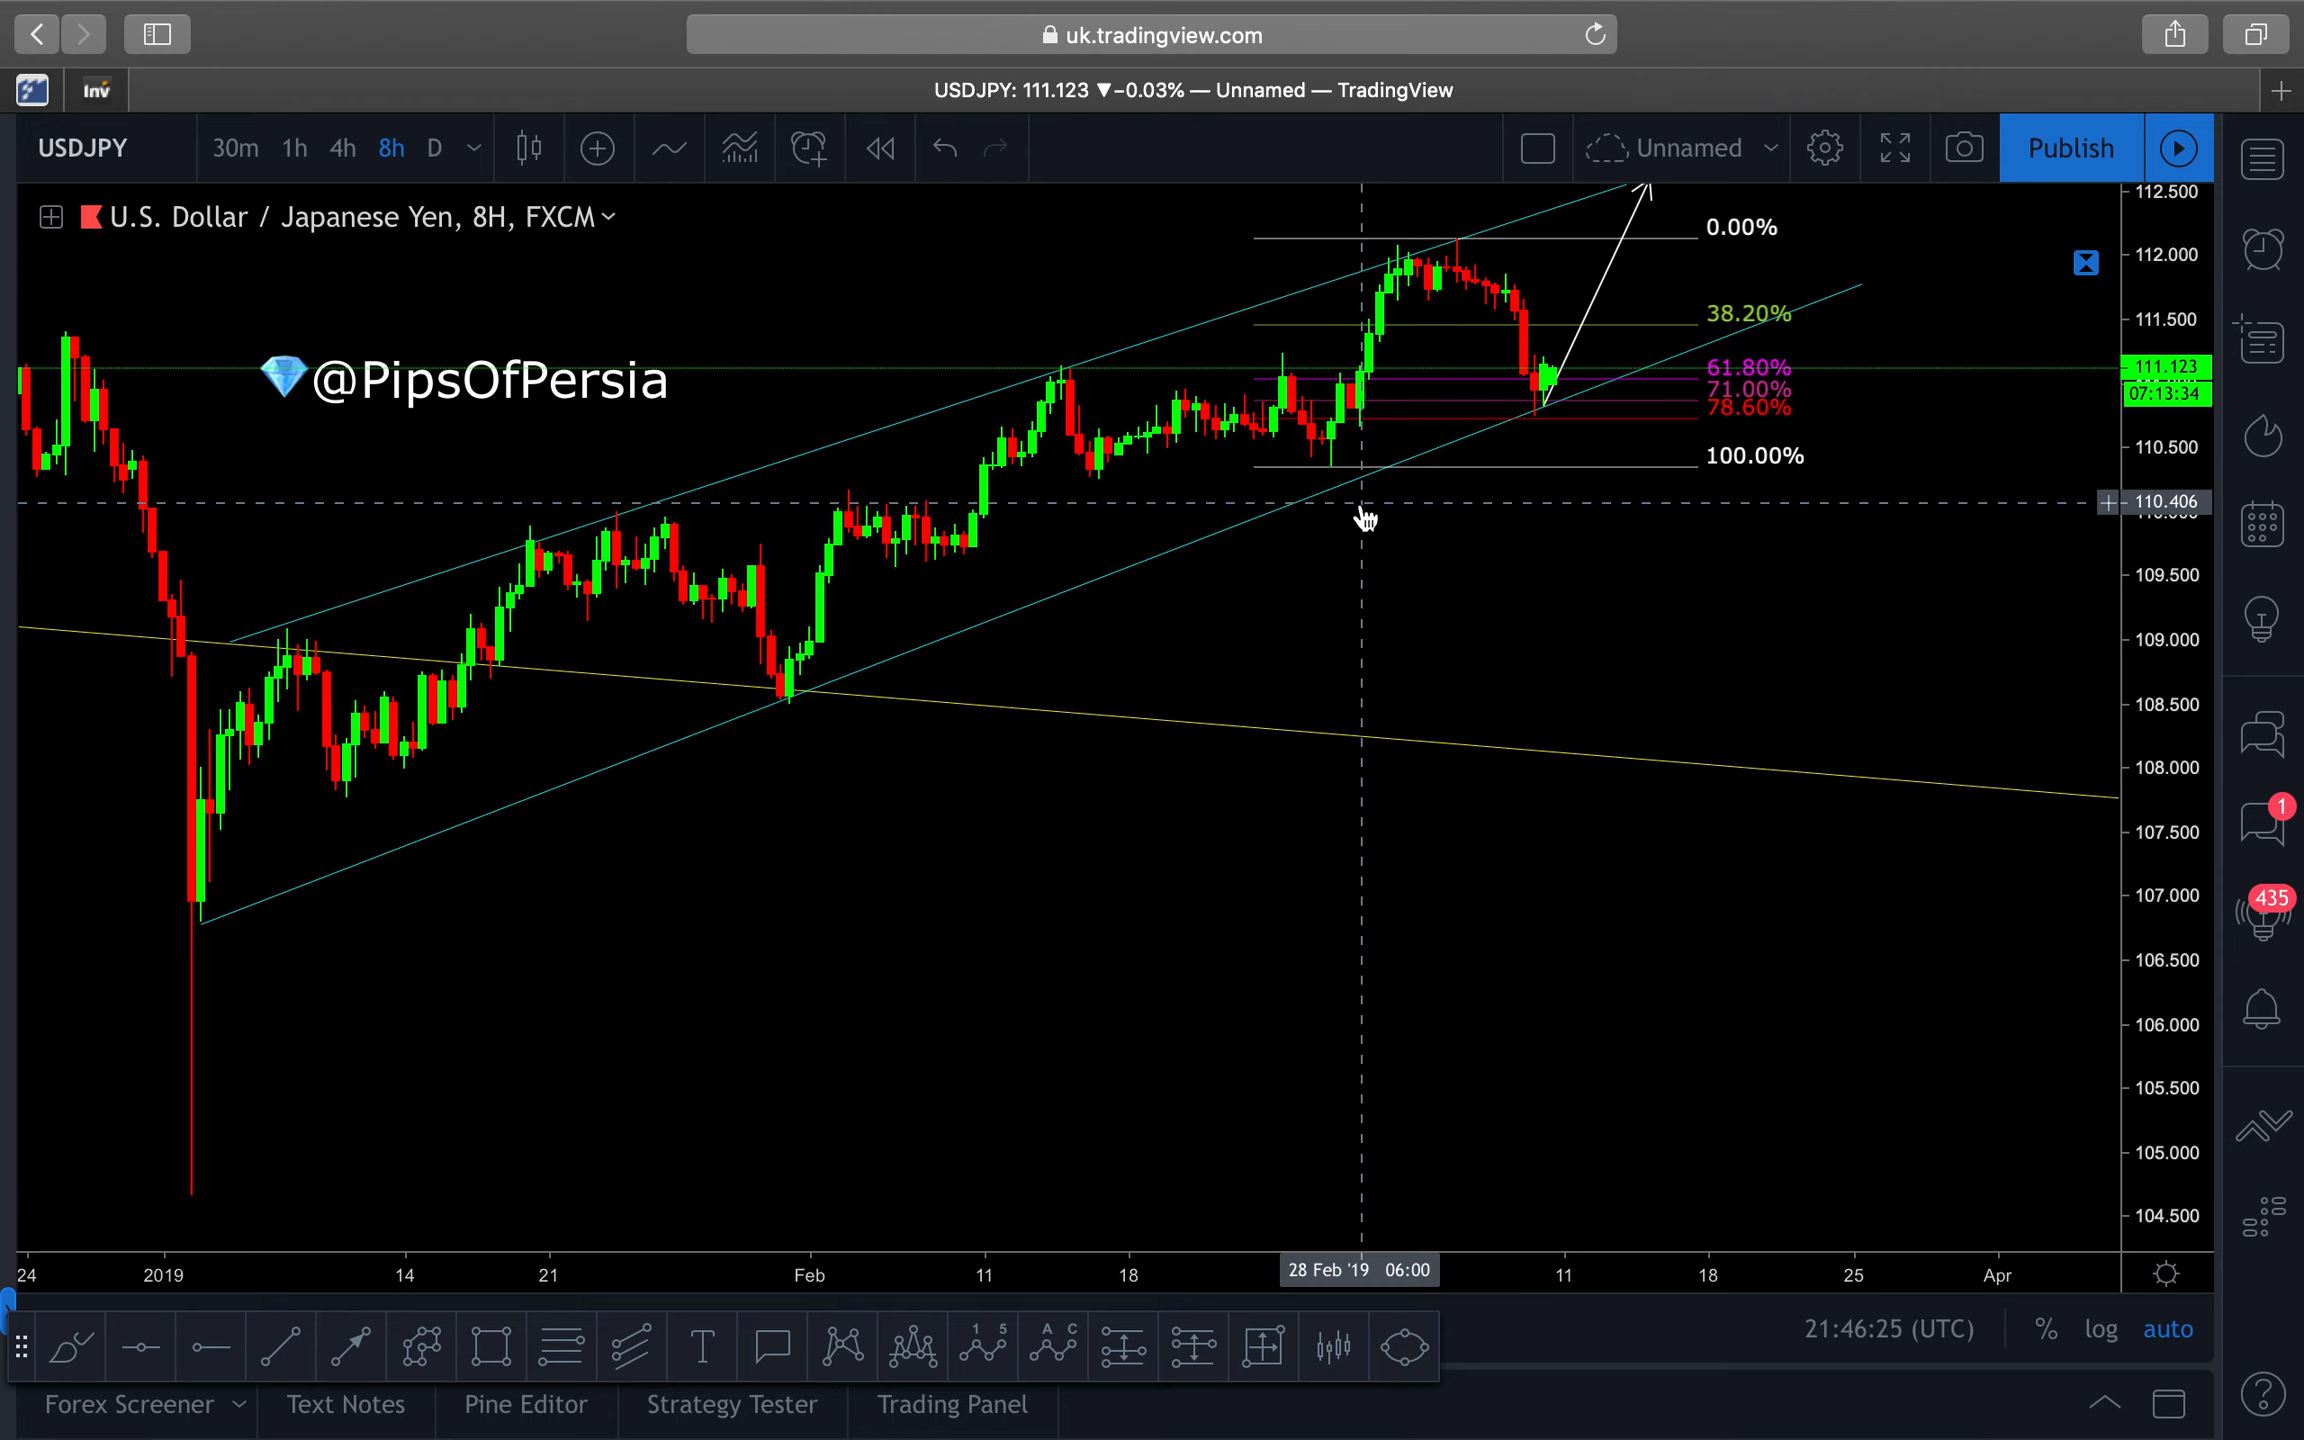 uk.tradingview.com
Inv
USDJPY: 111.123 ▼−0.03% — Unnamed — TradingView
USDJPY 30m 1h 4h 8h D Unnamed Publish
U.S. Dollar / Japanese Yen, 8H, FXCM
💎@PipsOfPersia
0.00%
38.20%
61.80%
71.00%
78.60%
100.00%
112.500
112.000
111.500
111.123
07:13:34
110.500
110.406
109.500
109.000
108.500
108.000
107.500
107.000
106.500
106.000
105.500
105.000
104.500
24 2019 14 21 Feb 11 18 28 Feb '19 06:00 11 18 25 Apr
1
435
21:46:25 (UTC) % log auto
T 1 5 A C
Forex Screener Text Notes Pine Editor Strategy Tester Trading Panel